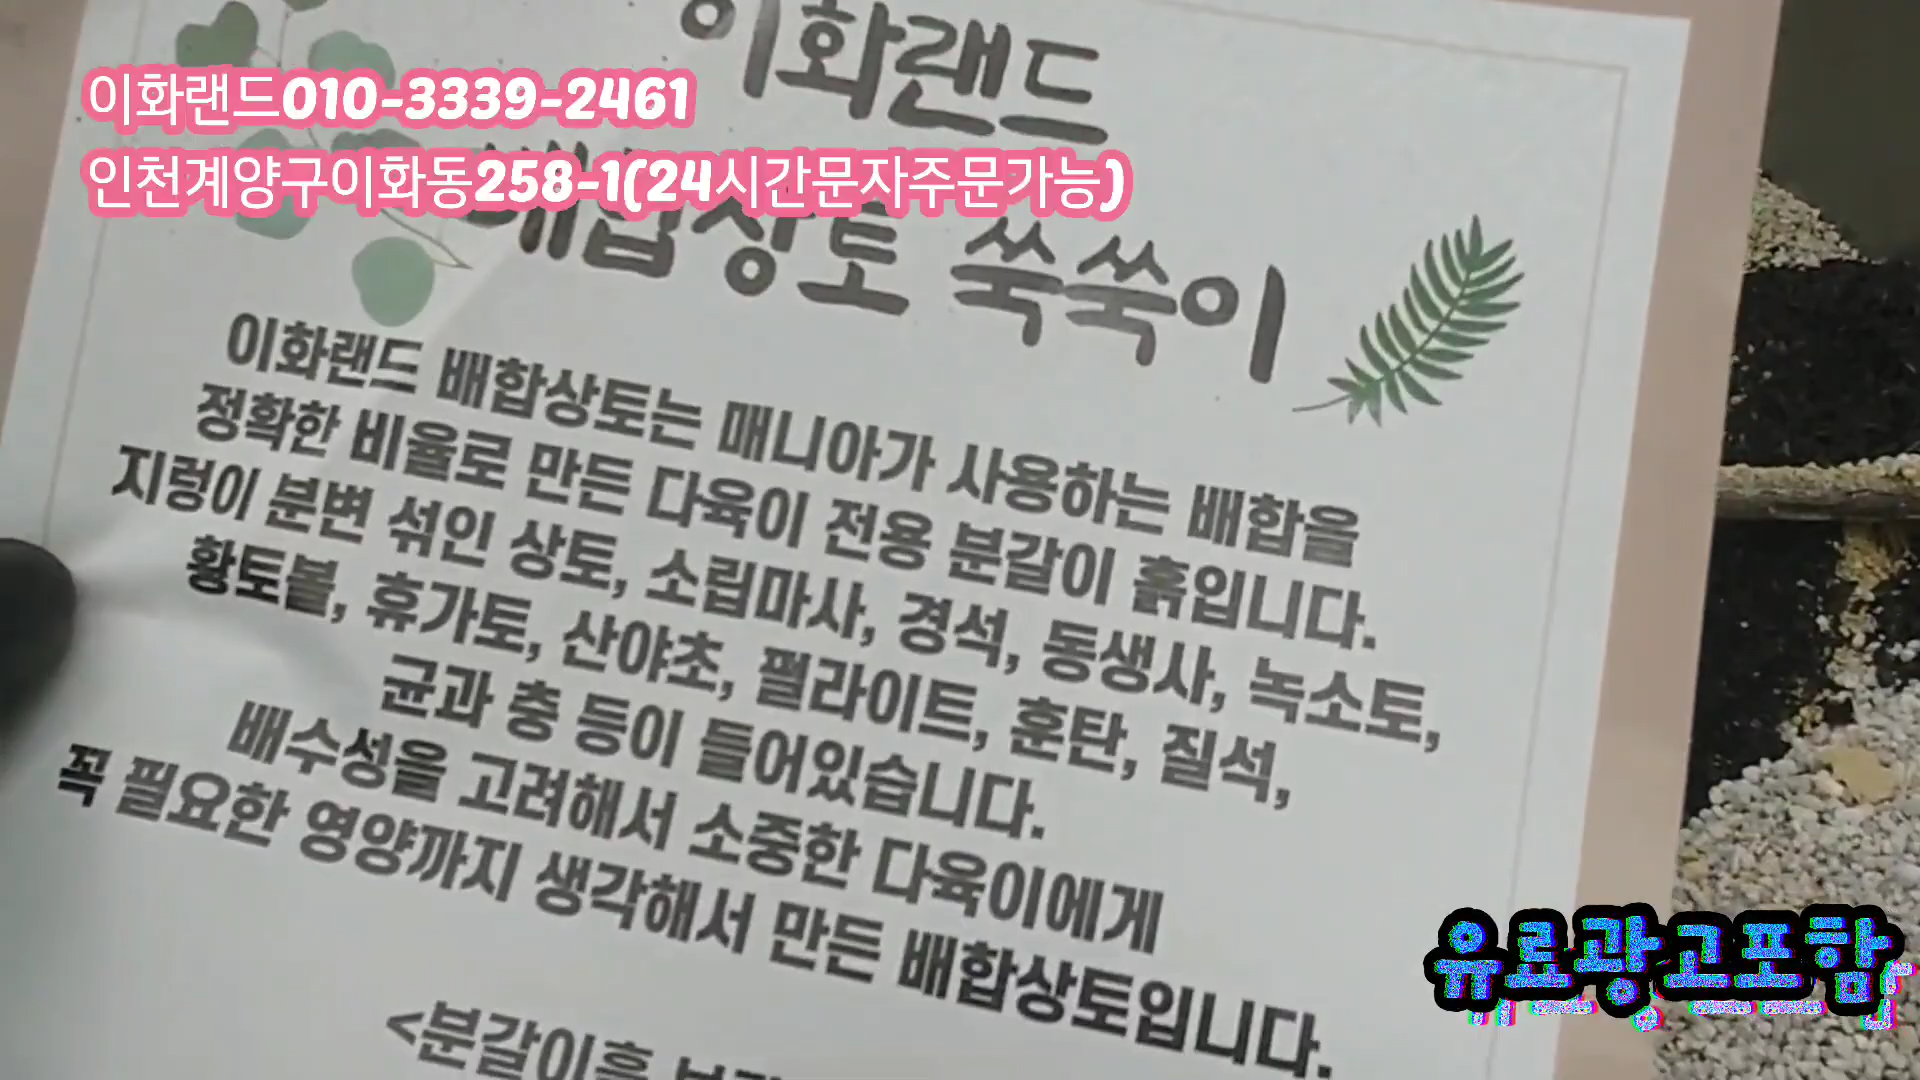 이화랜드010-3339-2461
인천계양구이화동258-1(24시간문자주문가능)
이화랜드
배합상토 쑥쑥이
이화랜드 배합상토는 매니아가 사용하는 배합을
정확한 비율로 만든 다육이 전용 분갈이 흙입니다.
지렁이 분변 섞인 상토, 소립마사, 경석, 동생사, 녹소토,
황토볼, 휴가토, 산야초, 펄라이트, 훈탄, 질석,
균과 충 등이 들어있습니다.
배수성을 고려해서 소중한 다육이에게
꼭 필요한 영양까지 생각해서 만든 배합상토입니다.
<분갈이흙
유료광고포함